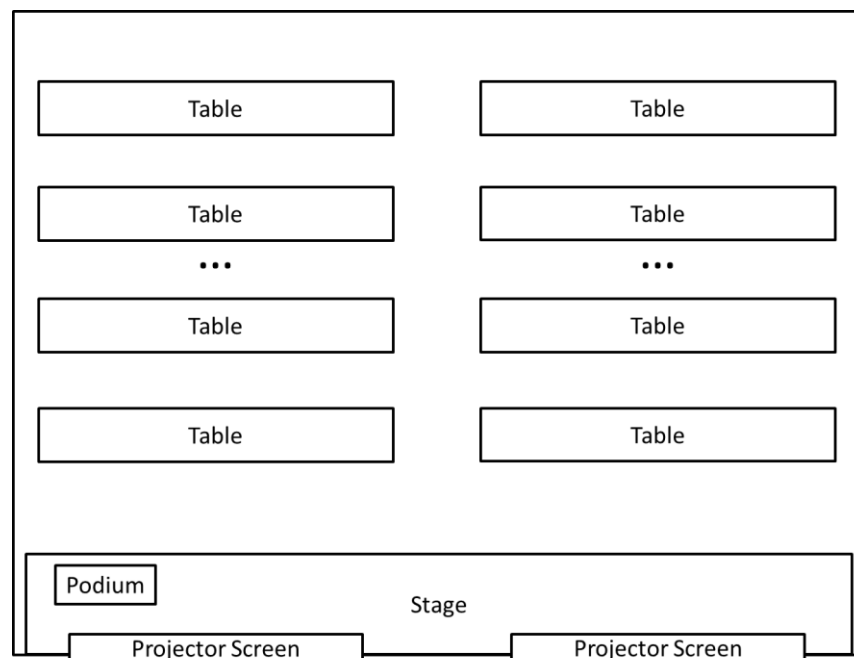 Table Table
Table Table
... ...
Table Table
Table Table
Podium
Stage
Projector Screen Projector Screen